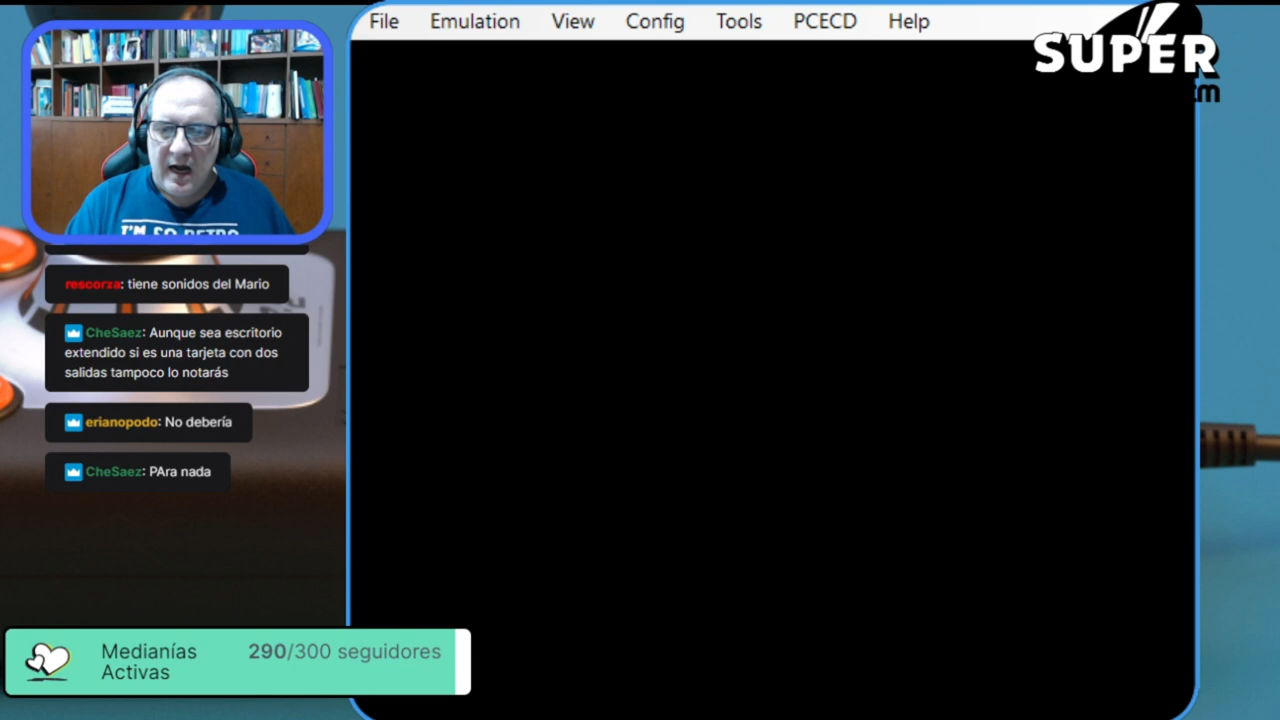 File Emulation View Config Tools PCECD Help
SUPER
I'M SO RETRO
rescorza: tiene sonidos del Mario
CheSaez: Aunque sea escritorio
extendido si es una tarjeta con dos
salidas tampoco lo notarás
erianopodo: No debería
CheSaez: PAra nada
Medianías
Activas
290/300 seguidores